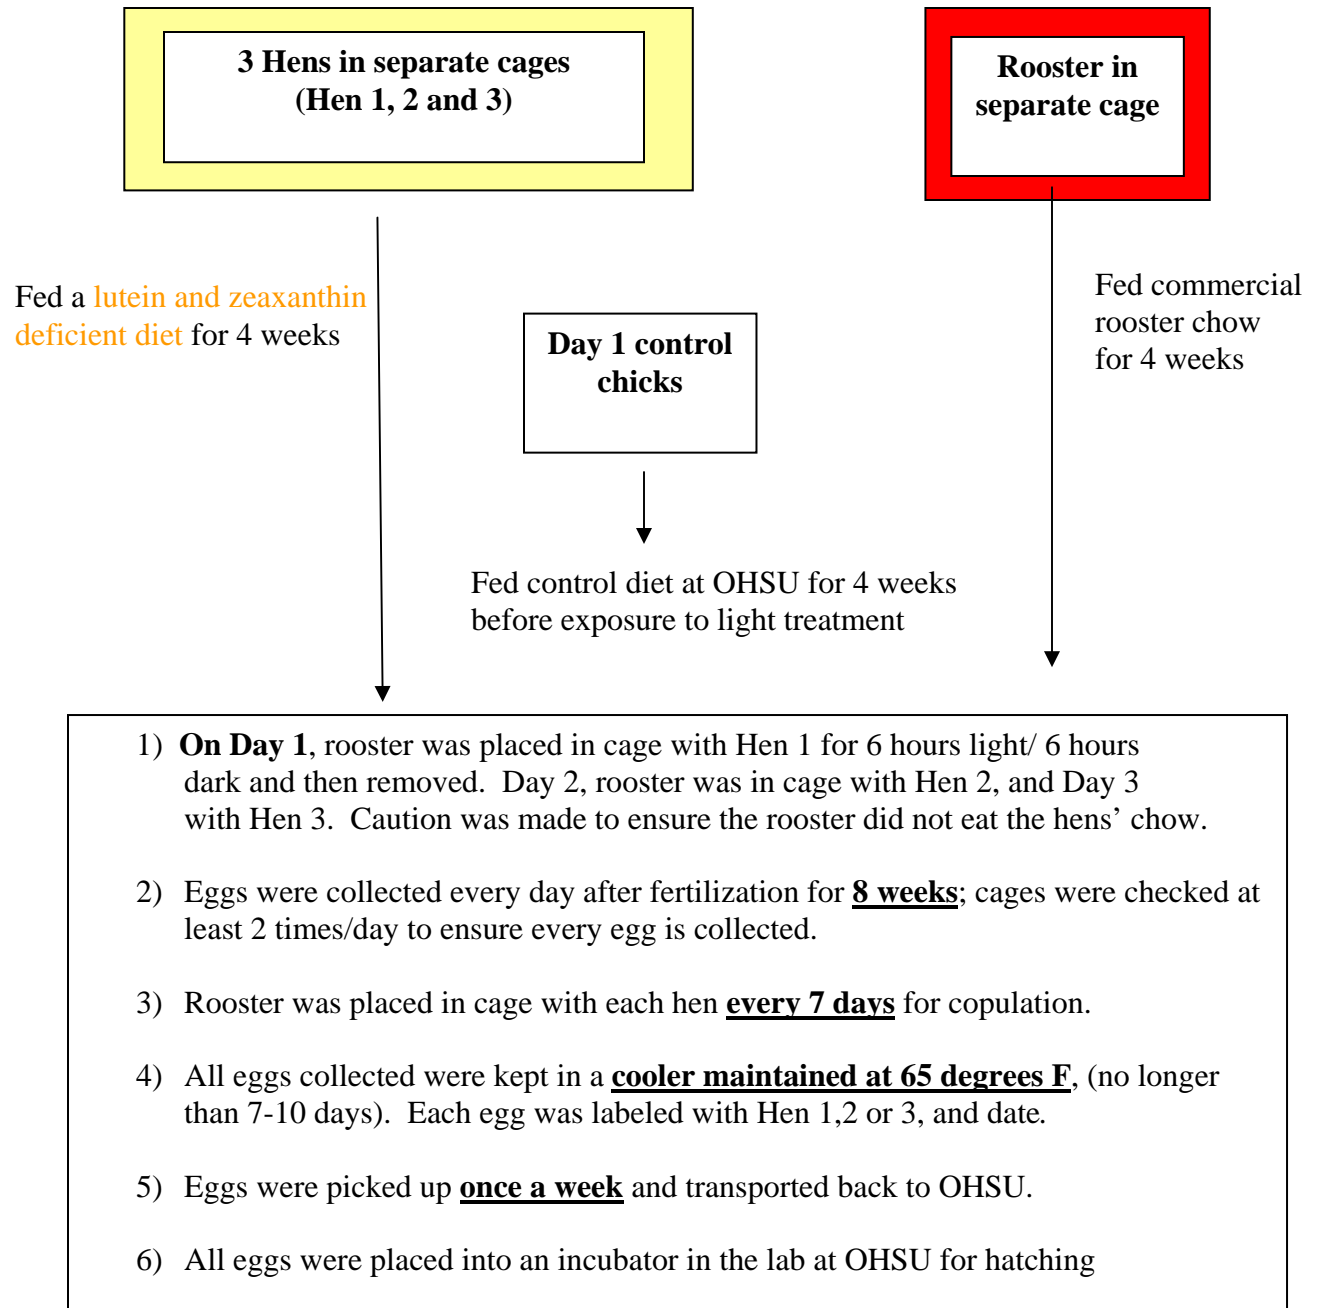 3 Hens in separate cages
(Hen 1, 2 and 3)
Rooster in
separate cage
Fed a lutein and zeaxanthin
deficient diet for 4 weeks
Day 1 control
chicks
Fed commercial
rooster chow
for 4 weeks
Fed control diet at OHSU for 4 weeks
before exposure to light treatment
1) On Day 1, rooster was placed in cage with Hen 1 for 6 hours light/ 6 hours
dark and then removed. Day 2, rooster was in cage with Hen 2, and Day 3
with Hen 3. Caution was made to ensure the rooster did not eat the hens’ chow.
2) Eggs were collected every day after fertilization for 8 weeks; cages were checked at
least 2 times/day to ensure every egg is collected.
3) Rooster was placed in cage with each hen every 7 days for copulation.
4) All eggs collected were kept in a cooler maintained at 65 degrees F, (no longer
than 7-10 days). Each egg was labeled with Hen 1,2 or 3, and date.
5) Eggs were picked up once a week and transported back to OHSU.
6) All eggs were placed into an incubator in the lab at OHSU for hatching